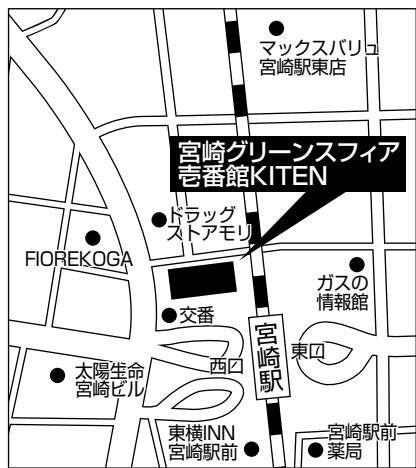 マックスバリュ
宮崎駅東店
宮崎グリーンスフィア
壱番館KITEN
ドラッグ
ストアモリ
FIOREKOGA
ガスの
情報館
交番
宮崎駅
西口
東口
太陽生命
宮崎ビル
東横INN
宮崎駅前
宮崎駅前
薬局